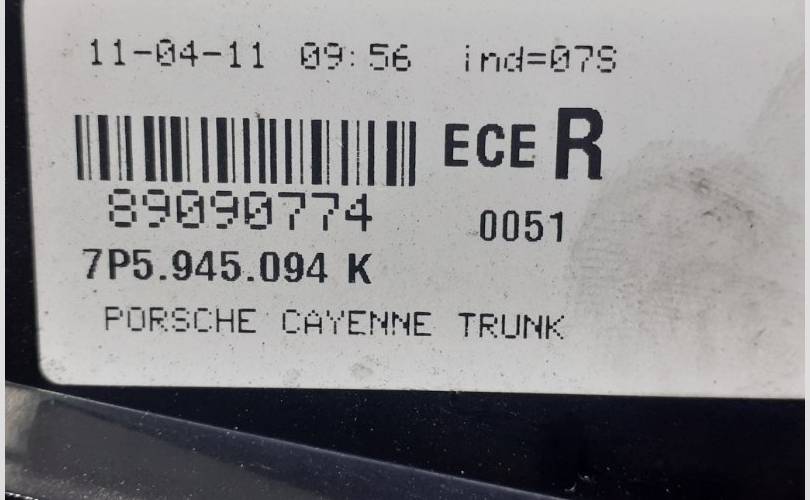 11-04-11 09:56 ind=07S
ECE R
89090774
0051
7P5.945.094 K
PORSCHE CAYENNE TRUNK